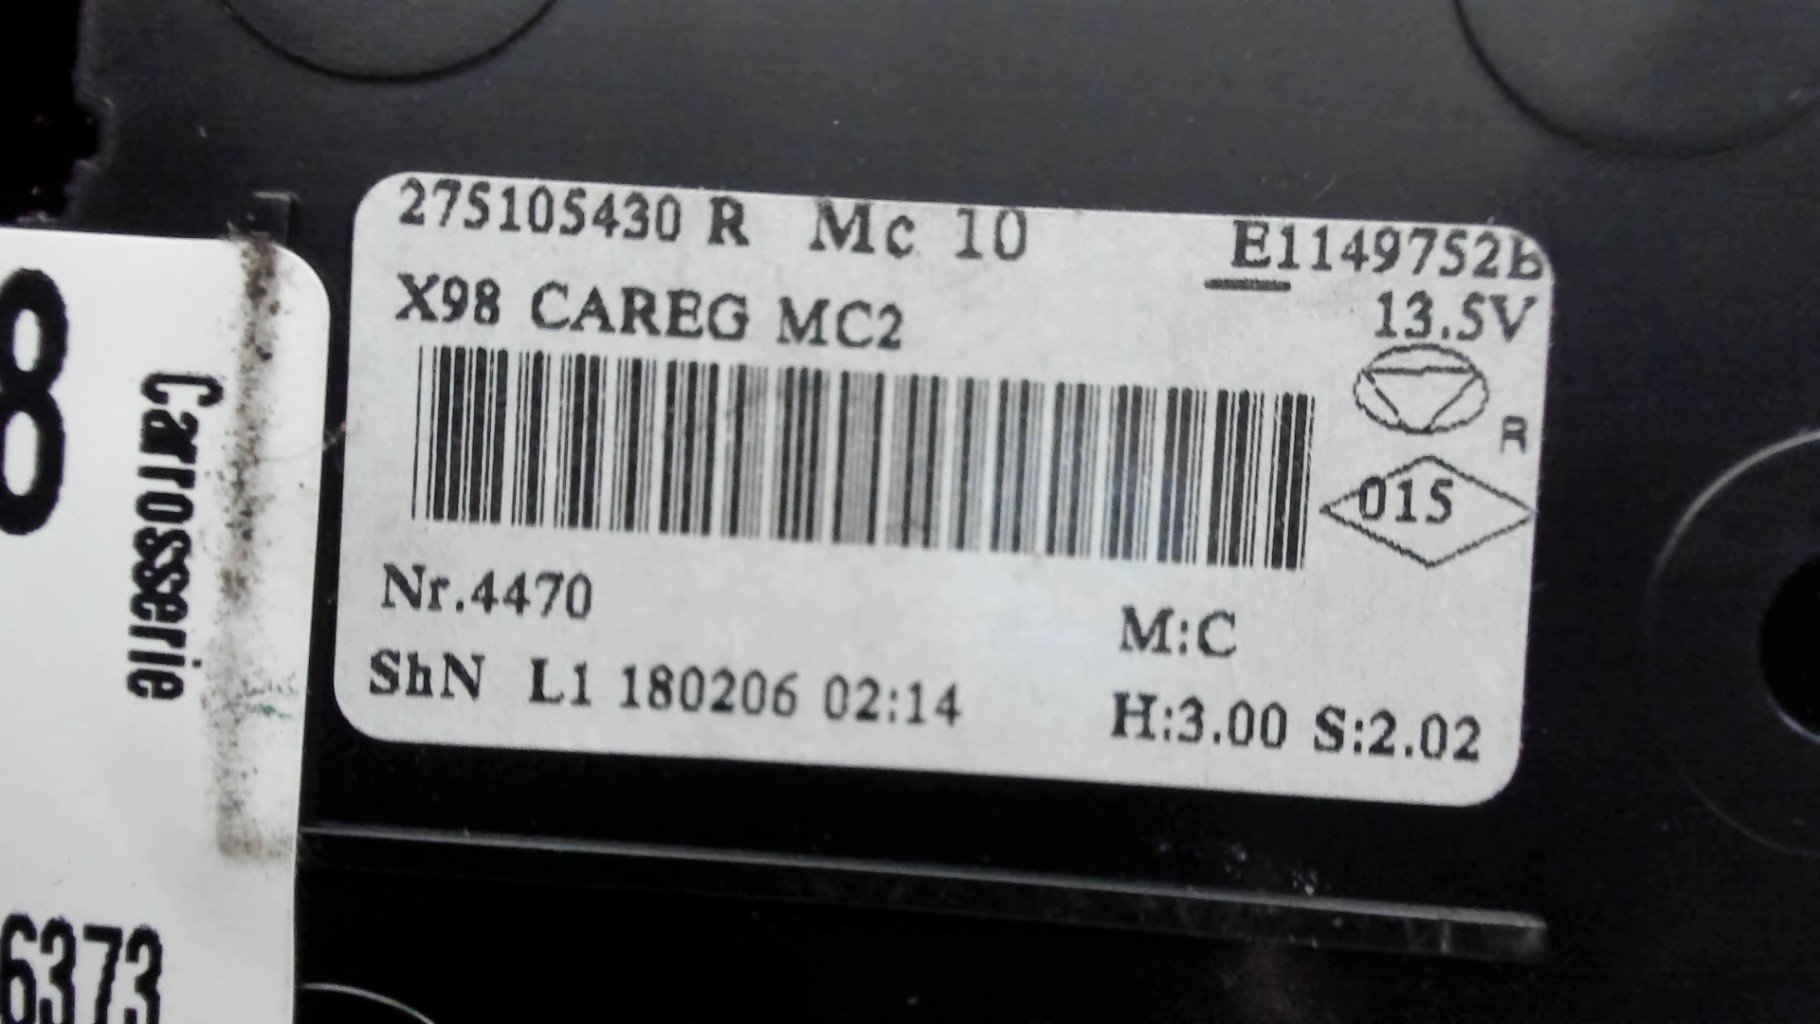 275105430 R Mc 10
E1149752B
X98 CAREG MC2
13.5V
R
015
Nr.4470
M:C
ShN L1 180206 02:14
H:3.00 S:2.02
8
Carrosserie
6373